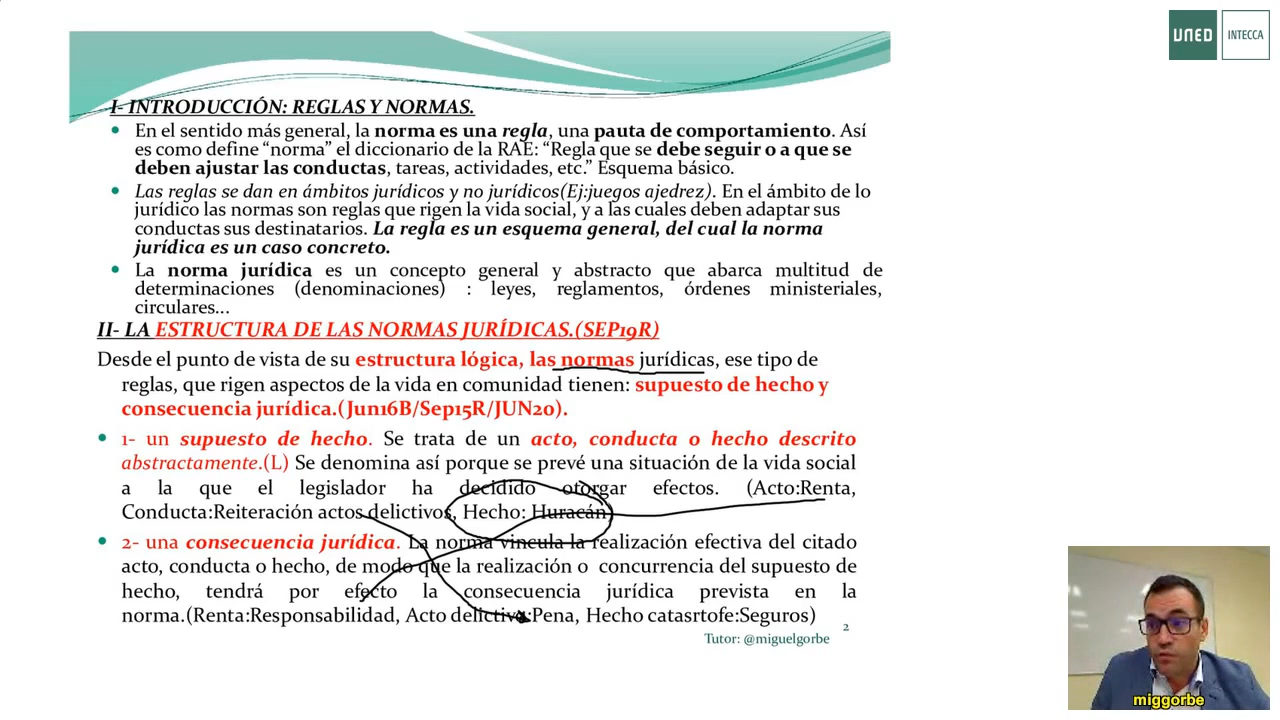 UNED
INTECCA
I- INTRODUCCIÓN: REGLAS Y NORMAS.
• En el sentido más general, la norma es una regla, una pauta de comportamiento. Así
es como define “norma” el diccionario de la RAE: “Regla que se debe seguir o a que se
deben ajustar las conductas, tareas, actividades, etc.” Esquema básico.
• Las reglas se dan en ámbitos jurídicos y no jurídicos(Ej:juegos ajedrez). En el ámbito de lo
jurídico las normas son reglas que rigen la vida social, y a las cuales deben adaptar sus
conductas sus destinatarios. La regla es un esquema general, del cual la norma
jurídica es un caso concreto.
• La norma jurídica es un concepto general y abstracto que abarca multitud de
determinaciones (denominaciones) : leyes, reglamentos, órdenes ministeriales,
circulares…
II- LA ESTRUCTURA DE LAS NORMAS JURÍDICAS.(SEP19R)
Desde el punto de vista de su estructura lógica, las normas jurídicas, ese tipo de
reglas, que rigen aspectos de la vida en comunidad tienen: supuesto de hecho y
consecuencia jurídica.(Jun16B/Sep15R/JUN20).
• 1- un supuesto de hecho. Se trata de un acto, conducta o hecho descrito
abstractamente.(L) Se denomina así porque se prevé una situación de la vida social
a la que el legislador ha decidido otorgar efectos. (Acto:Renta,
Conducta:Reiteración actos delictivos, Hecho: Huracán)
• 2- una consecuencia jurídica. La norma vincula la realización efectiva del citado
acto, conducta o hecho, de modo que la realización o concurrencia del supuesto de
hecho, tendrá por efecto la consecuencia jurídica prevista en la
norma.(Renta:Responsabilidad, Acto delictivo:Pena, Hecho catasrtofe:Seguros)
2
Tutor: @miguelgorbe
miggorbe